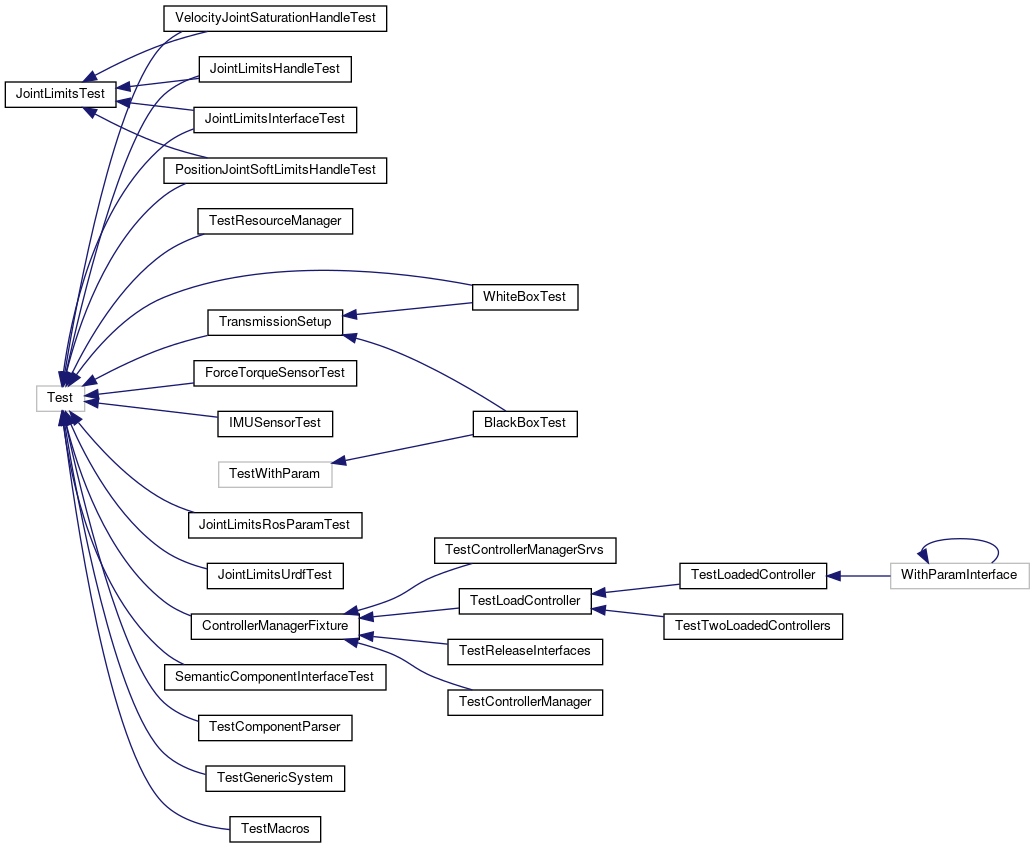 VelocityJointSaturationHandleTest
JointLimitsHandleTest
JointLimitsTest
JointLimitsInterfaceTest
PositionJointSoftLimitsHandleTest
TestResourceManager
WhiteBoxTest
TransmissionSetup
ForceTorqueSensorTest
Test
IMUSensorTest
BlackBoxTest
TestWithParam
JointLimitsRosParamTest
TestControllerManagerSrvs
JointLimitsUrdfTest
TestLoadedController
WithParamInterface
TestLoadController
ControllerManagerFixture
TestTwoLoadedControllers
TestReleaseInterfaces
SemanticComponentInterfaceTest
TestControllerManager
TestComponentParser
TestGenericSystem
TestMacros